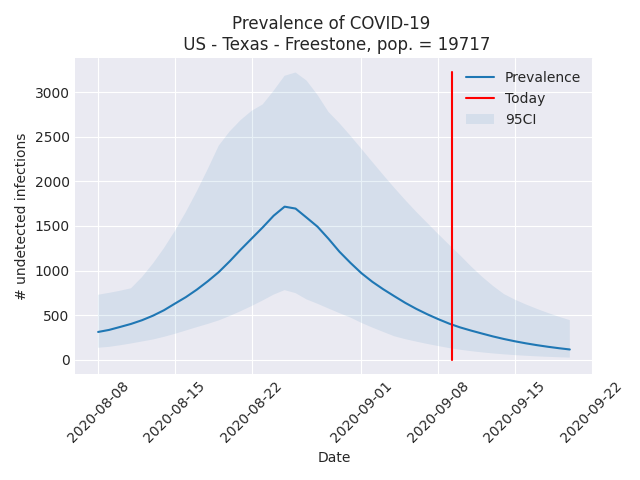 Prevalence of COVID-19
US - Texas - Freestone, pop. = 19717
Prevalence
Today
95CI
3000
2500
2000
1500
1000
500
0
# undetected infections
2020-08-08
2020-08-15
2020-08-22
2020-09-01
2020-09-08
2020-09-15
2020-09-22
Date